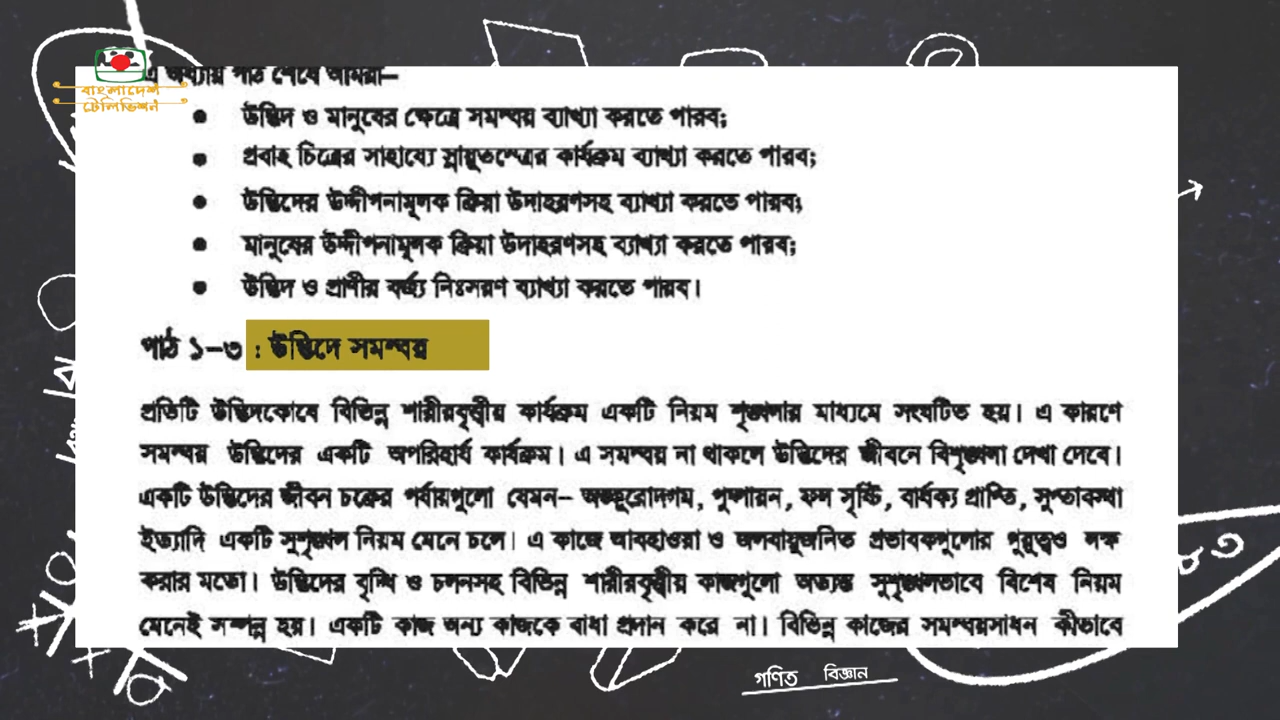 বাংলাদেশ
টেলিভিশন
এ অধ্যায় পাঠ শেষে আমরা–
● উদ্ভিদ ও মানুষের ক্ষেত্রে সমন্বয় ব্যাখ্যা করতে পারব;
● প্রবাহ চিত্রের সাহায্যে স্নায়ুতন্ত্রের কার্যক্রম ব্যাখ্যা করতে পারব;
● উদ্ভিদের উদ্দীপনামূলক ক্রিয়া উদাহরণসহ ব্যাখ্যা করতে পারব;
● মানুষের উদ্দীপনামূলক ক্রিয়া উদাহরণসহ ব্যাখ্যা করতে পারব;
● উদ্ভিদ ও প্রাণীর বর্জ্য নিঃসরণ ব্যাখ্যা করতে পারব।
পাঠ ১–৩ : উদ্ভিদে সমন্বয়
প্রতিটি উদ্ভিদকোষে বিভিন্ন শারীরবৃত্তীয় কার্যক্রম একটি নিয়ম শৃঙ্খলার মাধ্যমে সংঘটিত হয়। এ কারণে
সমন্বয় উদ্ভিদের একটি অপরিহার্য কার্যক্রম। এ সমন্বয় না থাকলে উদ্ভিদের জীবনে বিশৃঙ্খলা দেখা দেবে।
একটি উদ্ভিদের জীবন চক্রের পর্যায়গুলো যেমন– অঙ্কুরোদগম, পুষ্পায়ন, ফল সৃষ্টি, বার্ধক্য প্রাপ্তি, সুপ্তাবস্থা
ইত্যাদি একটি সুশৃঙ্খল নিয়ম মেনে চলে। এ কাজে আবহাওয়া ও জলবায়ুজনিত প্রভাবকগুলোর গুরুত্বও লক্ষ
করার মতো। উদ্ভিদের বৃদ্ধি ও চলনসহ বিভিন্ন শারীরবৃত্তীয় কাজগুলো অত্যন্ত সুশৃঙ্খলভাবে বিশেষ নিয়ম
মেনেই সম্পন্ন হয়। একটি কাজ অন্য কাজকে বাধা প্রদান করে না। বিভিন্ন কাজের সমন্বয়সাধন কীভাবে
গণিত বিজ্ঞান